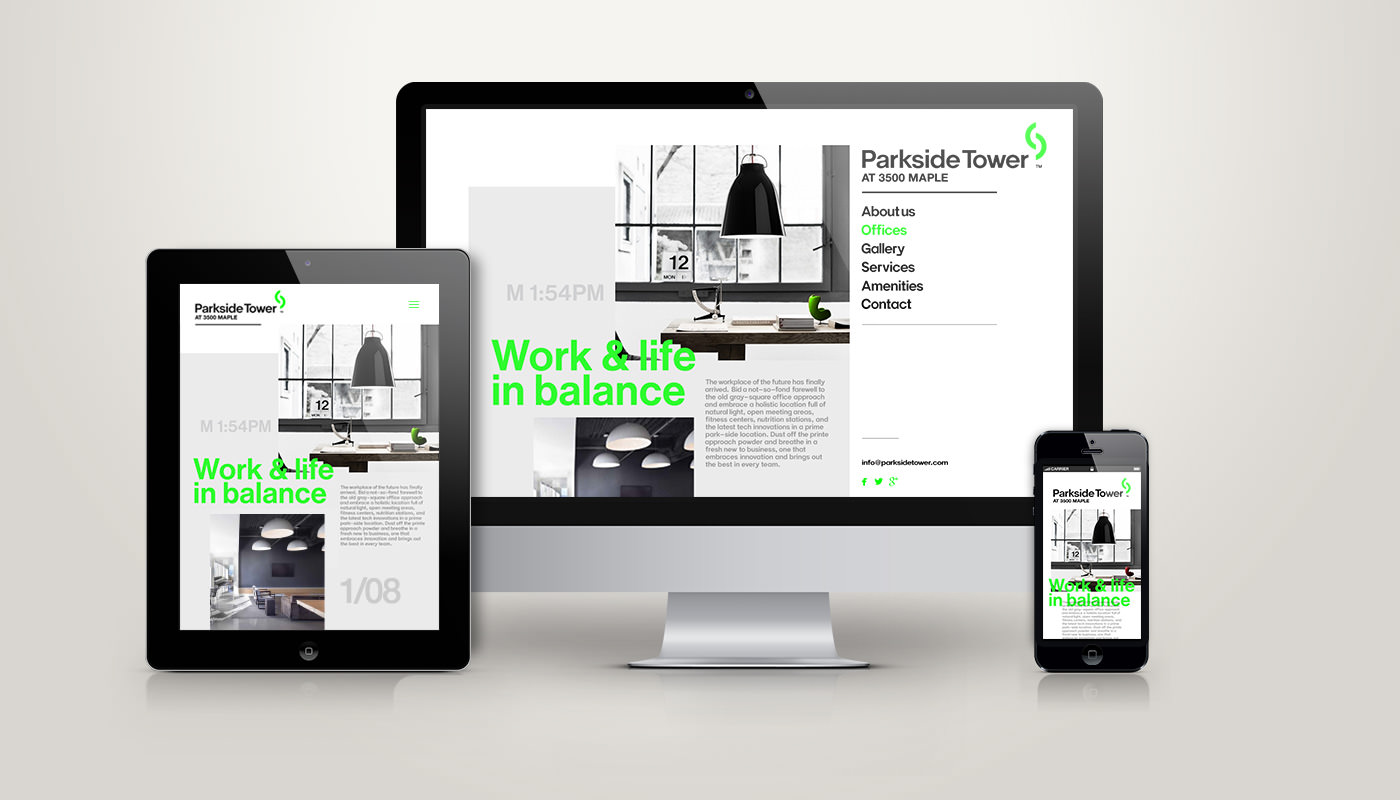 Parkside Tower
TM
AT 3500 MAPLE
About us
Offices
Gallery
Services
Amenities
Contact
info@parksidetower.com
12
MON
M 1:54PM
Work & life
in balance
The workplace of the future has finally
arrived. Bid a not-so-fond farewell to
the old gray-square office approach
and embrace a holistic location full of
natural light, open meeting areas,
fitness centers, nutrition stations, and
the latest tech innovations in a prime
park-side location. Dust off the printe
approach powder and breathe in a
fresh new to business, one that
embraces innovation and brings out
the best in every team.
Parkside Tower
AT 3500 MAPLE
12
M 1:54PM
Work & life
in balance
The workplace of the future has finally
arrived. Bid a not-so-fond farewell to
the old gray-square office approach
and embrace a holistic location full of
natural light, open meeting areas,
fitness centers, nutrition stations, and
the latest tech innovations in a prime
park-side location. Dust off the printe
approach powder and breathe in a
fresh new to business, one that
embraces innovation and brings out
the best in every team.
1/08
CARRIER
Parkside Tower
AT 3500 MAPLE
12
Work & life
in balance